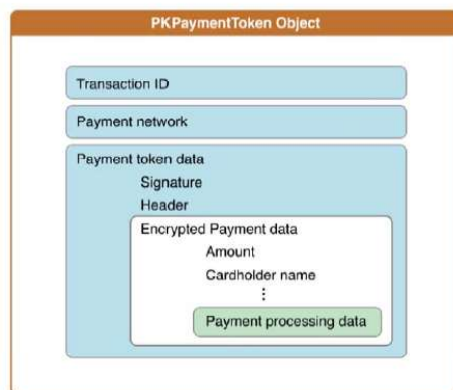 PKPaymentToken Object
Transaction ID
Payment network
Payment token data
Signature
Header
Encrypted Payment data
Amount
Cardholder name
⋮
Payment processing data